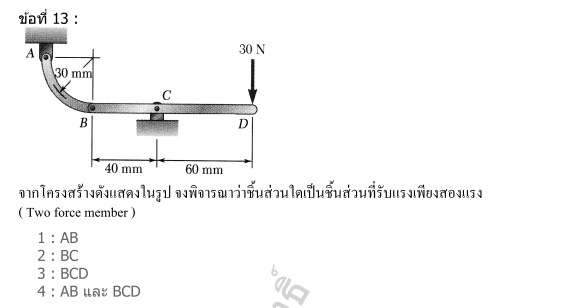 ข้อที่ 13 :
30 N
A
30 mm
C
B
D
40 mm
60 mm
จากโครงสร้างดังแสดงในรูป จงพิจารณาว่าชิ้นส่วนใดเป็นชิ้นส่วนที่รับแรงเพียงสองแรง
( Two force member )
1 : AB
2 : BC
3 : BCD
4 : AB และ BCD